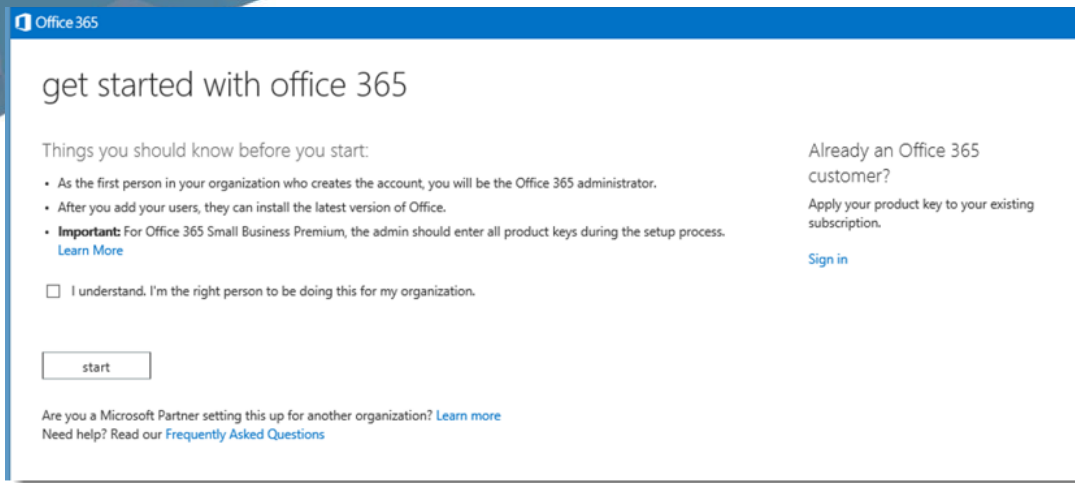 Office 365
get started with office 365
Things you should know before you start:
• As the first person in your organization who creates the account, you will be the Office 365 administrator.
• After you add your users, they can install the latest version of Office.
• Important: For Office 365 Small Business Premium, the admin should enter all product keys during the setup process.
Learn More
I understand. I'm the right person to be doing this for my organization.
start
Are you a Microsoft Partner setting this up for another organization? Learn more
Need help? Read our Frequently Asked Questions
Already an Office 365
customer?
Apply your product key to your existing
subscription.
Sign in